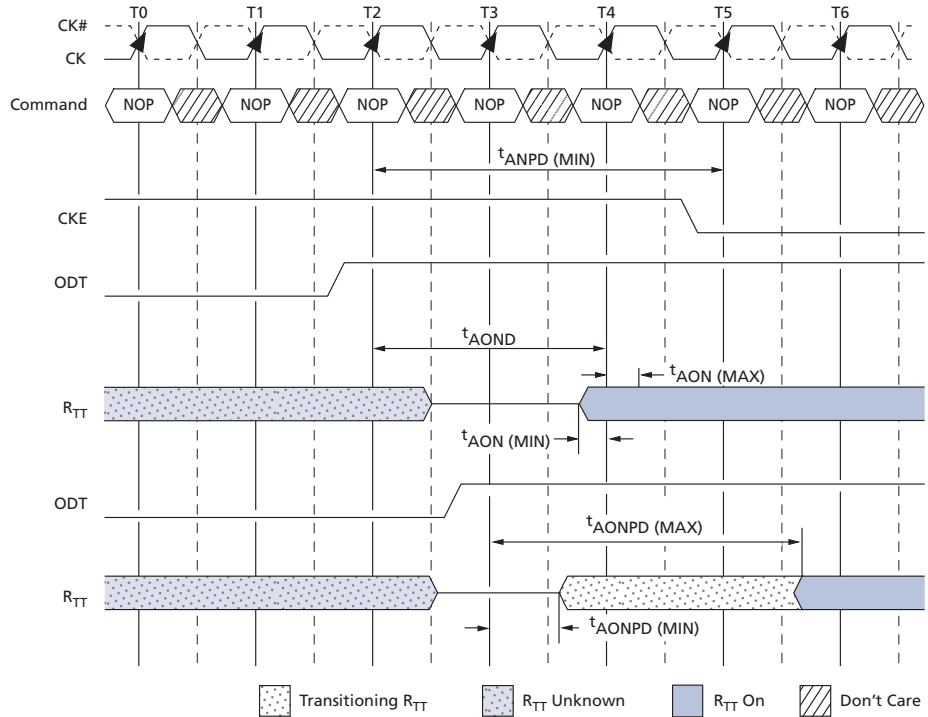 T0 T1 T2 T3 T4 T5 T6
CK#
CK
Command NOP NOP NOP NOP NOP NOP NOP
tANPD (MIN)
CKE
ODT
tAOND
tAON (MAX)
RTT
tAON (MIN)
ODT
tAONPD (MAX)
RTT
tAONPD (MIN)
Transitioning RTT RTT Unknown RTT On Don't Care